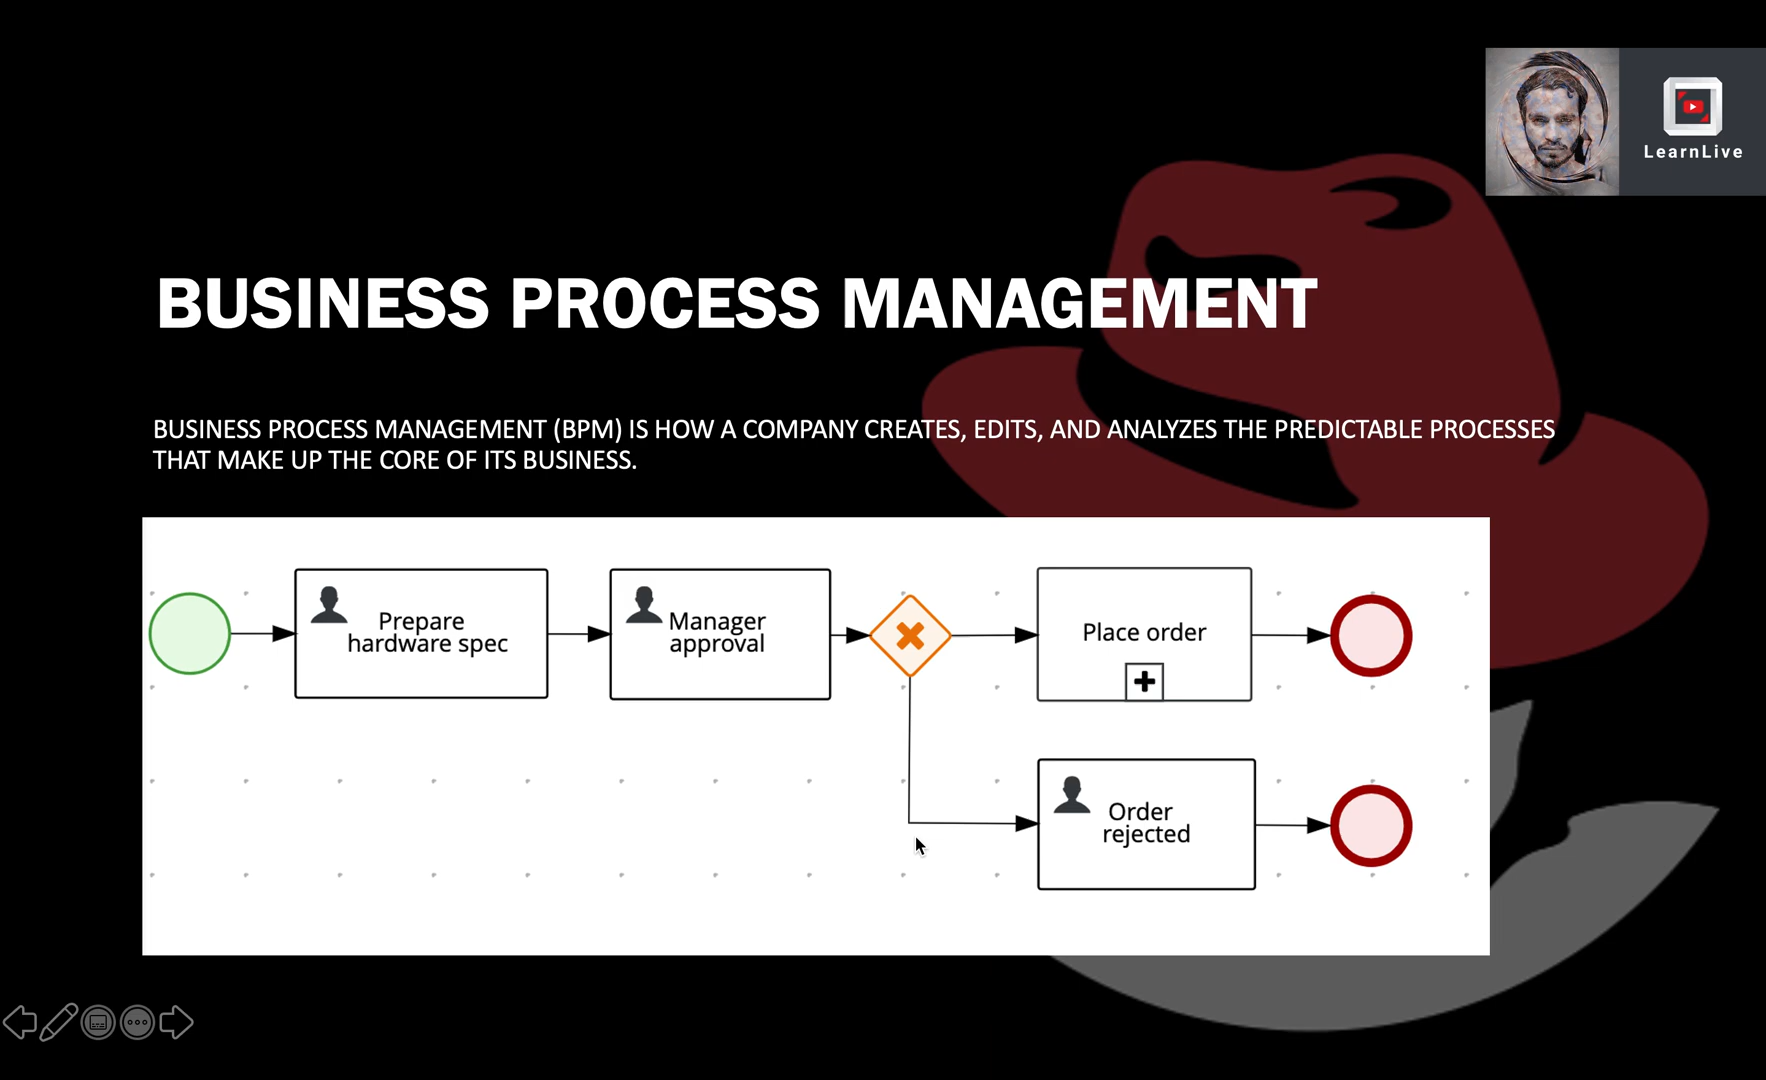 LearnLive
BUSINESS PROCESS MANAGEMENT
BUSINESS PROCESS MANAGEMENT (BPM) IS HOW A COMPANY CREATES, EDITS, AND ANALYZES THE PREDICTABLE PROCESSES
THAT MAKE UP THE CORE OF ITS BUSINESS.
Prepare
hardware spec
Manager
approval
Place order
Order
rejected